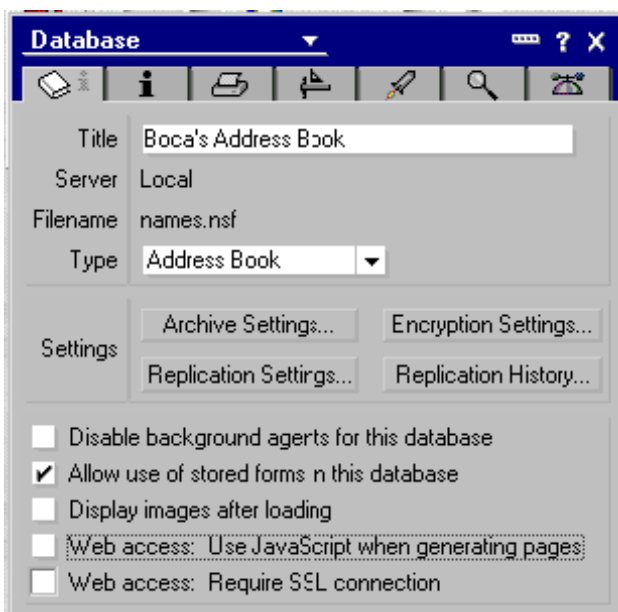 Database ?
Title Boca's Address Book
Server Local
Filename names.nsf
Type Address Book
Archive Settings... Encryption Settings...
Settings
Replication Settings... Replication History...
Disable background agents for this database
Allow use of stored forms in this database
Display images after loading
Web access: Use JavaScript when generating pages
Web access: Require SSL connection